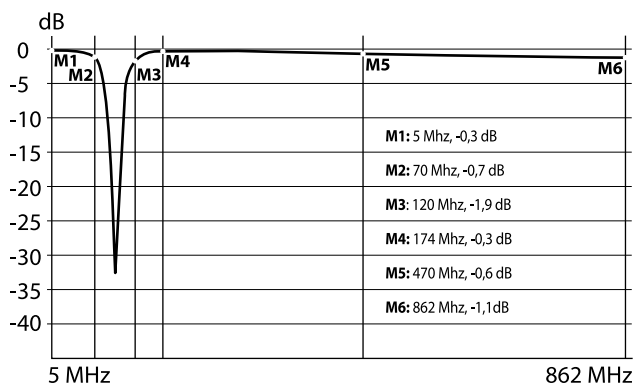 dB
0
-5
-10
-15
-20
-25
-30
-35
-40
M1
M2
M3
M4
M5
M6
M1: 5 Mhz, -0,3 dB
M2: 70 Mhz, -0,7 dB
M3: 120 Mhz, -1,9 dB
M4: 174 Mhz, -0,3 dB
M5: 470 Mhz, -0,6 dB
M6: 862 Mhz, -1,1dB
5 MHz
862 MHz